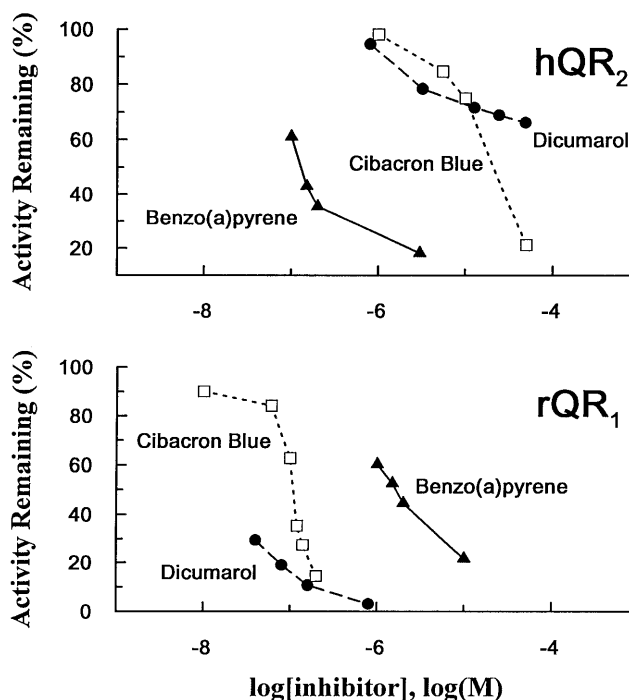 Activity Remaining (%)
100
80
60
40
20
hQR2
Dicumarol
Cibacron Blue
Benzo(a)pyrene
-8 -6 -4
Activity Remaining (%)
100
80
60
40
20
0
rQR1
Cibacron Blue
Benzo(a)pyrene
Dicumarol
-8 -6 -4
log[inhibitor], log(M)